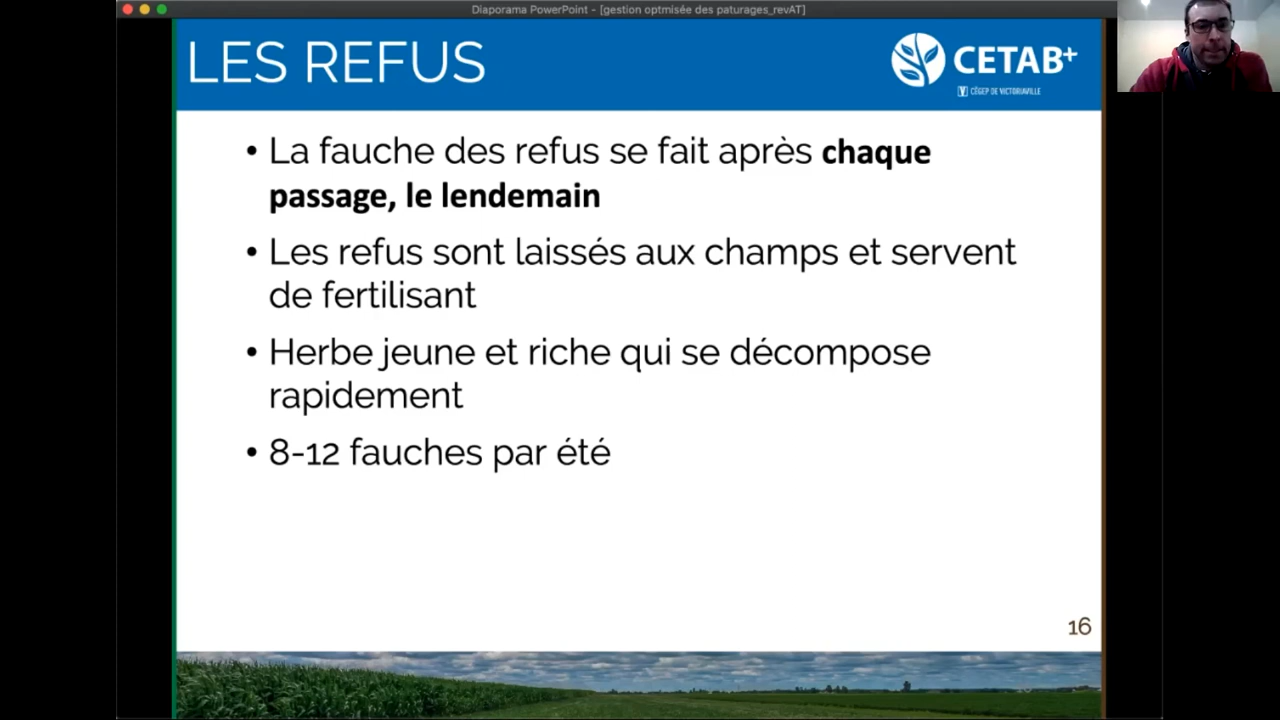 Diaporama PowerPoint - [gestion optmisée des paturages_revAT]
LES REFUS
CETAB+
CÉGEP DE VICTORIAVILLE
• La fauche des refus se fait après chaque
passage, le lendemain
• Les refus sont laissés aux champs et servent
de fertilisant
• Herbe jeune et riche qui se décompose
rapidement
• 8-12 fauches par été
16